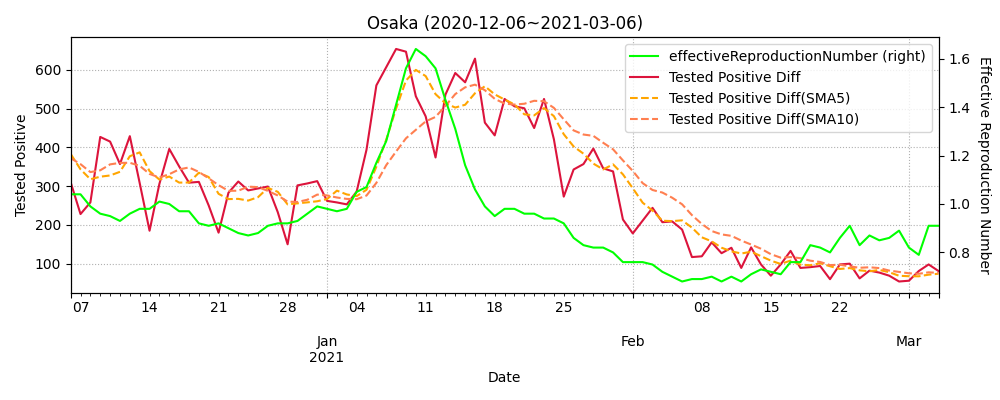 Osaka (2020-12-06~2021-03-06)
effectiveReproductionNumber (right)
Tested Positive Diff
Tested Positive Diff(SMA5)
Tested Positive Diff(SMA10)
Tested Positive
600
500
400
300
200
100
1.6
1.4
1.2
1.0
0.8
Effective Reproduction Number
07 14 21 28 04 11 18 25 08 15 22
Jan Feb Mar
2021
Date